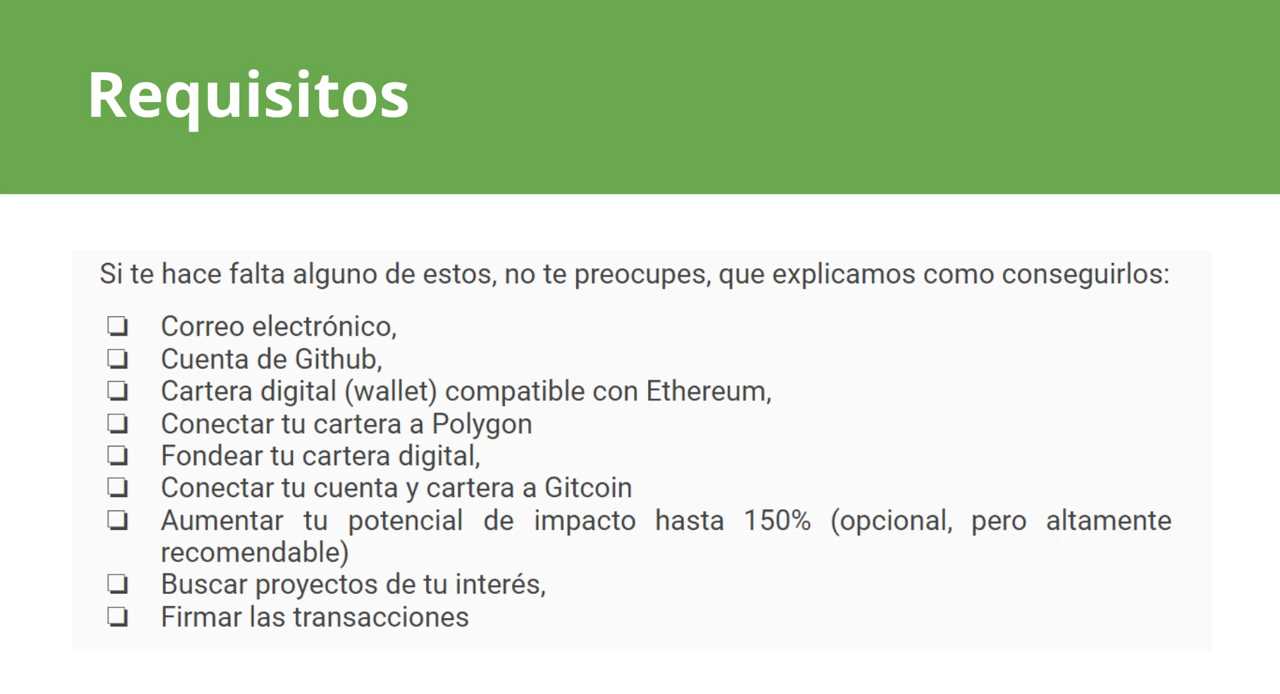 Requisitos
Si te hace falta alguno de estos, no te preocupes, que explicamos como conseguirlos:
❏ Correo electrónico,
❏ Cuenta de Github,
❏ Cartera digital (wallet) compatible con Ethereum,
❏ Conectar tu cartera a Polygon
❏ Fondear tu cartera digital,
❏ Conectar tu cuenta y cartera a Gitcoin
❏ Aumentar tu potencial de impacto hasta 150% (opcional, pero altamente
recomendable)
❏ Buscar proyectos de tu interés,
❏ Firmar las transacciones